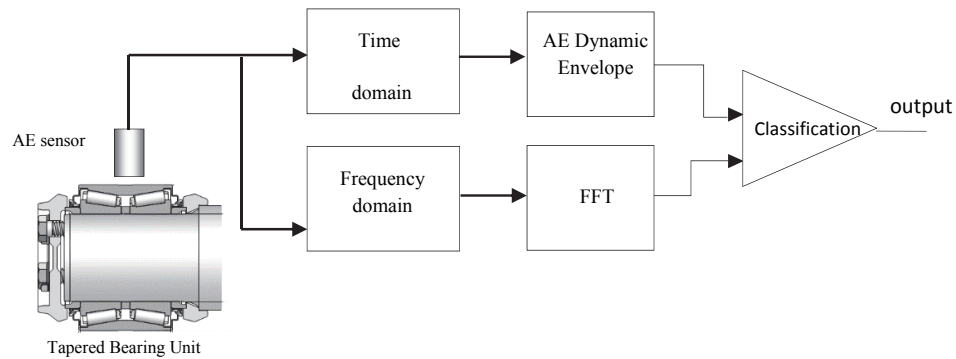 Time
domain
AE Dynamic
Envelope
AE sensor
Classification
output
Frequency
domain
FFT
Tapered Bearing Unit